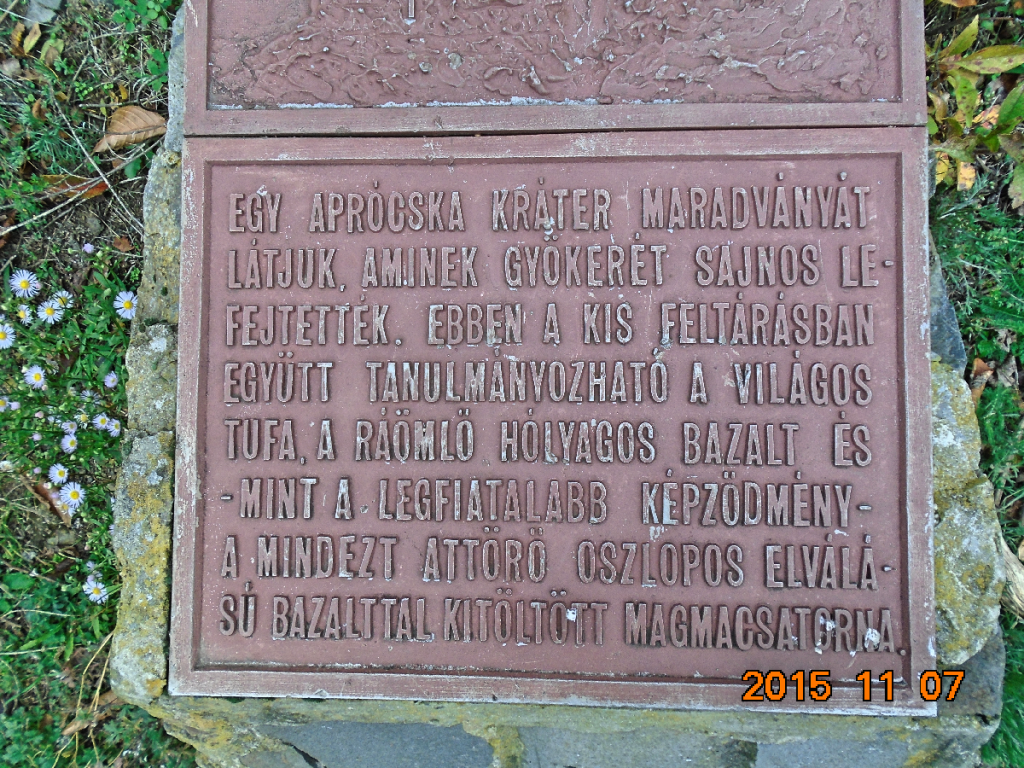 EGY APRÓCSKA KRÁTER MARADVÁNYÁT
LÁTJUK, AMINEK GYÖKERÉT SAJNOS LE-
FEJTETTÉK. EBBEN A KIS FELTÁRÁSBAN
EGYÜTT TANULMÁNYOZHATÓ A VILÁGOS
TUFA, A RÁÖMLŐ HÓLYAGOS BAZALT ÉS
-MINT A LEGFIATALABB KÉPZŐDMÉNY-
A MINDEZT ÁTTÖRŐ OSZLOPOS ELVÁLÁ-
SÚ BAZALTTAL KITÖLTÖTT MAGMACSATORNA.
2015 11 07